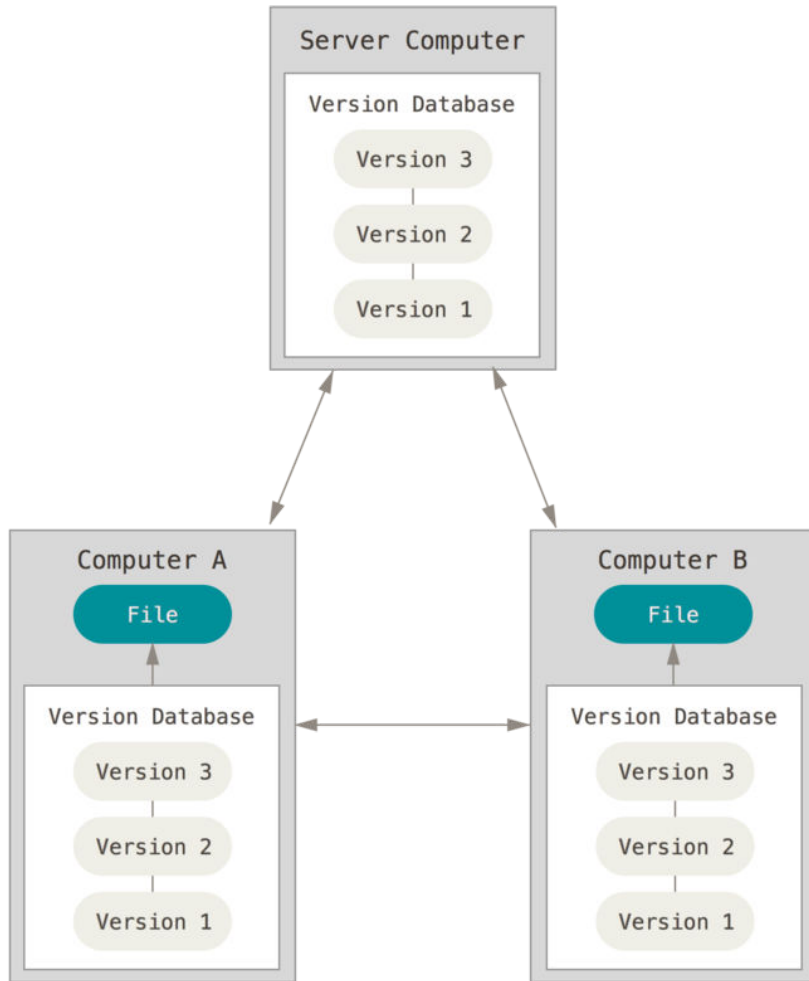 Server Computer
Version Database
Version 3
Version 2
Version 1
Computer A
File
Version Database
Version 3
Version 2
Version 1
Computer B
File
Version Database
Version 3
Version 2
Version 1